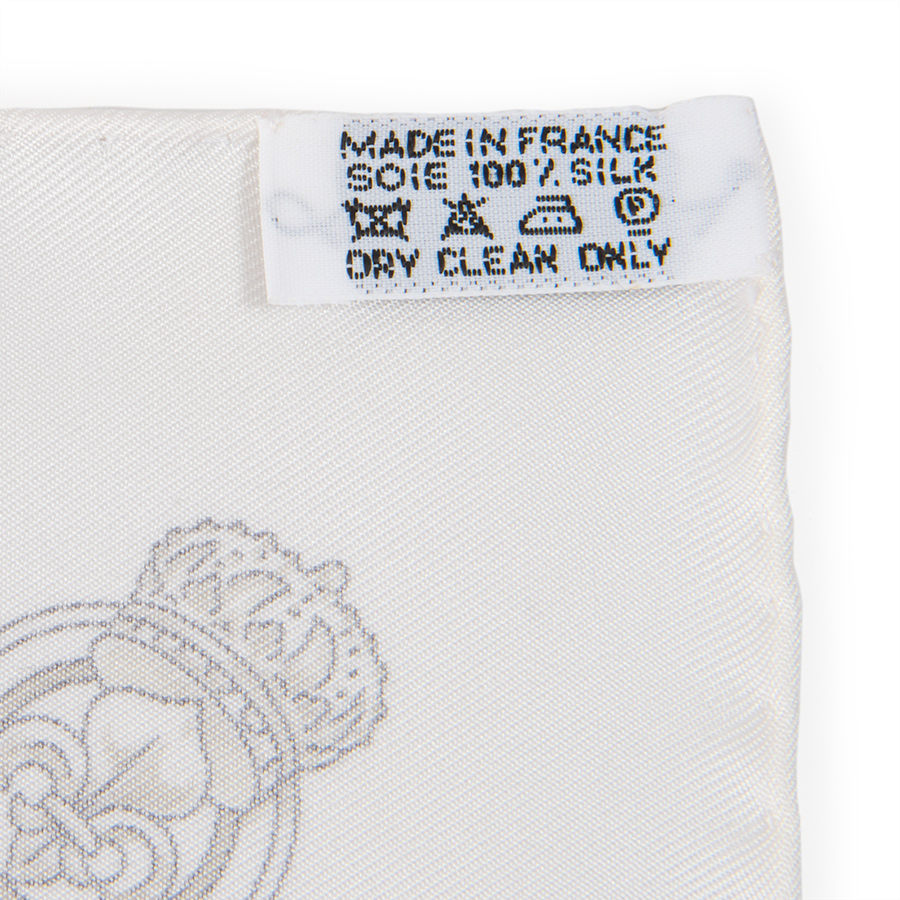 MADE IN FRANCE
SOIE 100% SILK
P
DRY CLEAN ONLY